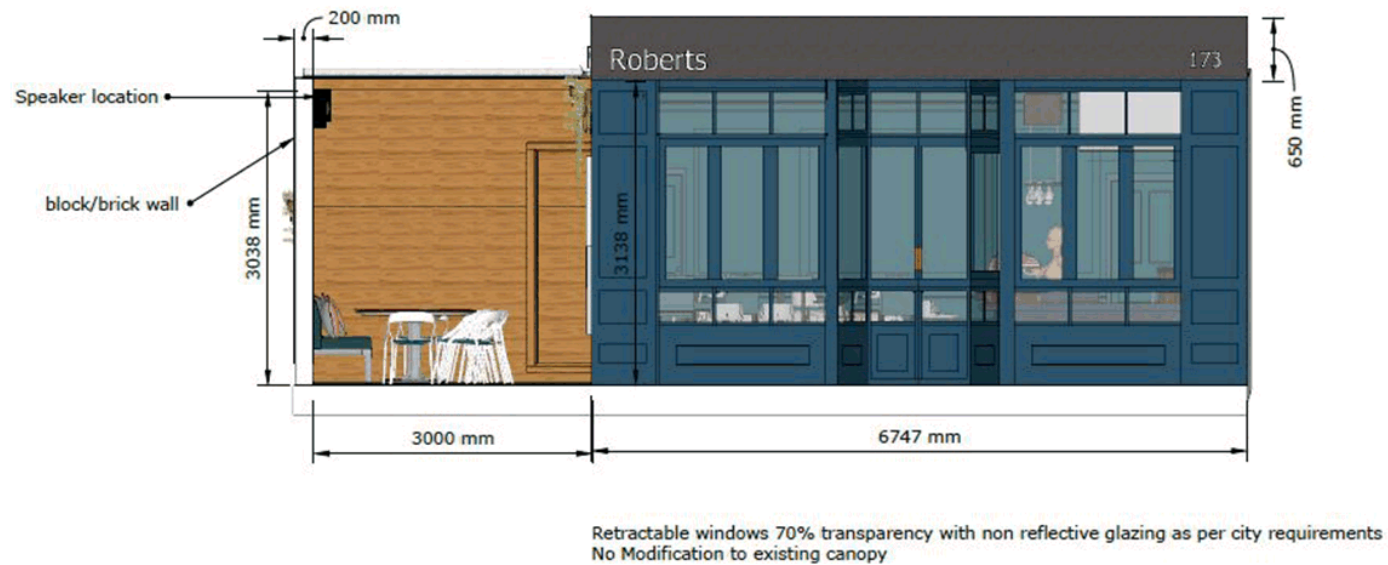 200 mm
Roberts
173
Speaker location
650 mm
block/brick wall
3038 mm
3138 mm
3000 mm
6747 mm
Retractable windows 70% transparency with non reflective glazing as per city requirements
No Modification to existing canopy